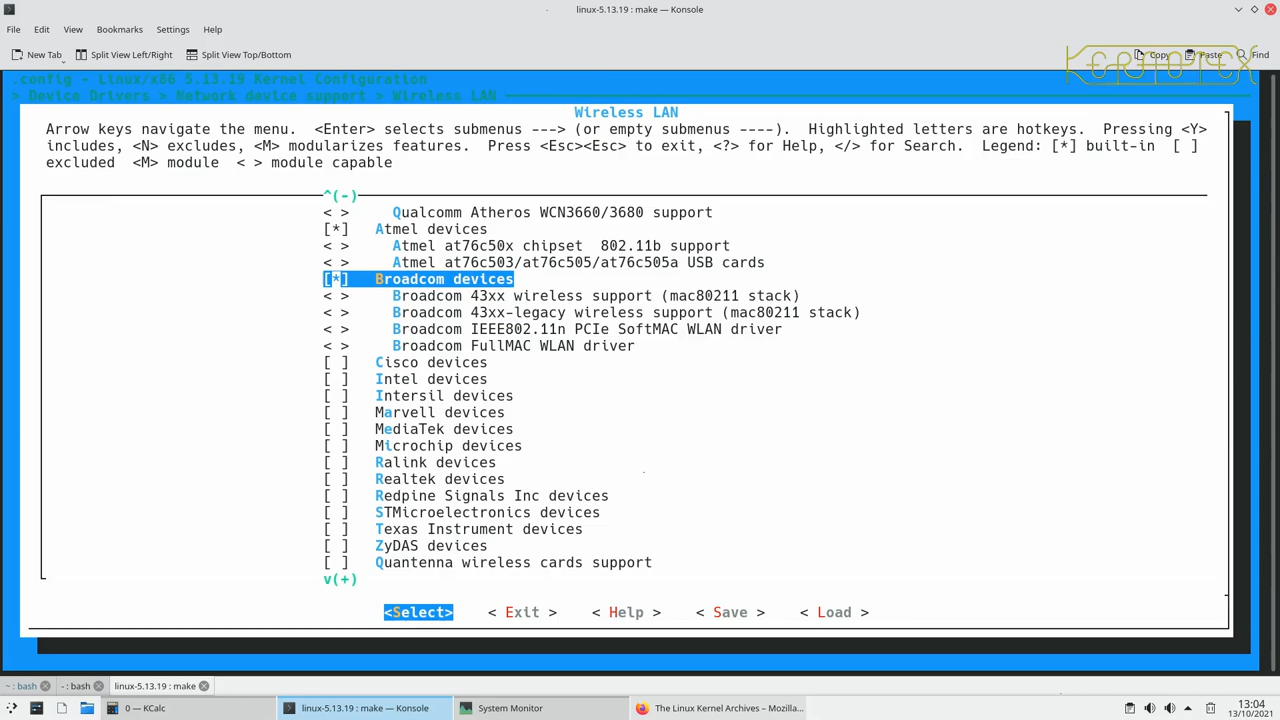 linux-5.13.19 : make — Konsole
File Edit View Bookmarks Settings Help
New Tab Split View Left/Right Split View Top/Bottom Copy Paste Find
KERNOTEX
.config - Linux/x86 5.13.19 Kernel Configuration
> Device Drivers > Network device support > Wireless LAN
Wireless LAN
Arrow keys navigate the menu. <Enter> selects submenus ---> (or empty submenus ----). Highlighted letters are hotkeys. Pressing <Y>
includes, <N> excludes, <M> modularizes features. Press <Esc><Esc> to exit, <?> for Help, </> for Search. Legend: [*] built-in [ ]
excluded <M> module < > module capable
^(-)
< > Qualcomm Atheros WCN3660/3680 support
[*] Atmel devices
< > Atmel at76c50x chipset 802.11b support
< > Atmel at76c503/at76c505/at76c505a USB cards
[*] Broadcom devices
< > Broadcom 43xx wireless support (mac80211 stack)
< > Broadcom 43xx-legacy wireless support (mac80211 stack)
< > Broadcom IEEE802.11n PCIe SoftMAC WLAN driver
< > Broadcom FullMAC WLAN driver
[ ] Cisco devices
[ ] Intel devices
[ ] Intersil devices
[ ] Marvell devices
[ ] MediaTek devices
[ ] Microchip devices
[ ] Ralink devices
[ ] Realtek devices
[ ] Redpine Signals Inc devices
[ ] STMicroelectronics devices
[ ] Texas Instrument devices
[ ] ZyDAS devices
[ ] Quantenna wireless cards support
v(+)
<Select> < Exit > < Help > < Save > < Load >
~ : bash - : bash linux-5.13.19 : make
0 — KCalc linux-5.13.19 : make — Konsole System Monitor The Linux Kernel Archives – Mozilla... 13:04
13/10/2021